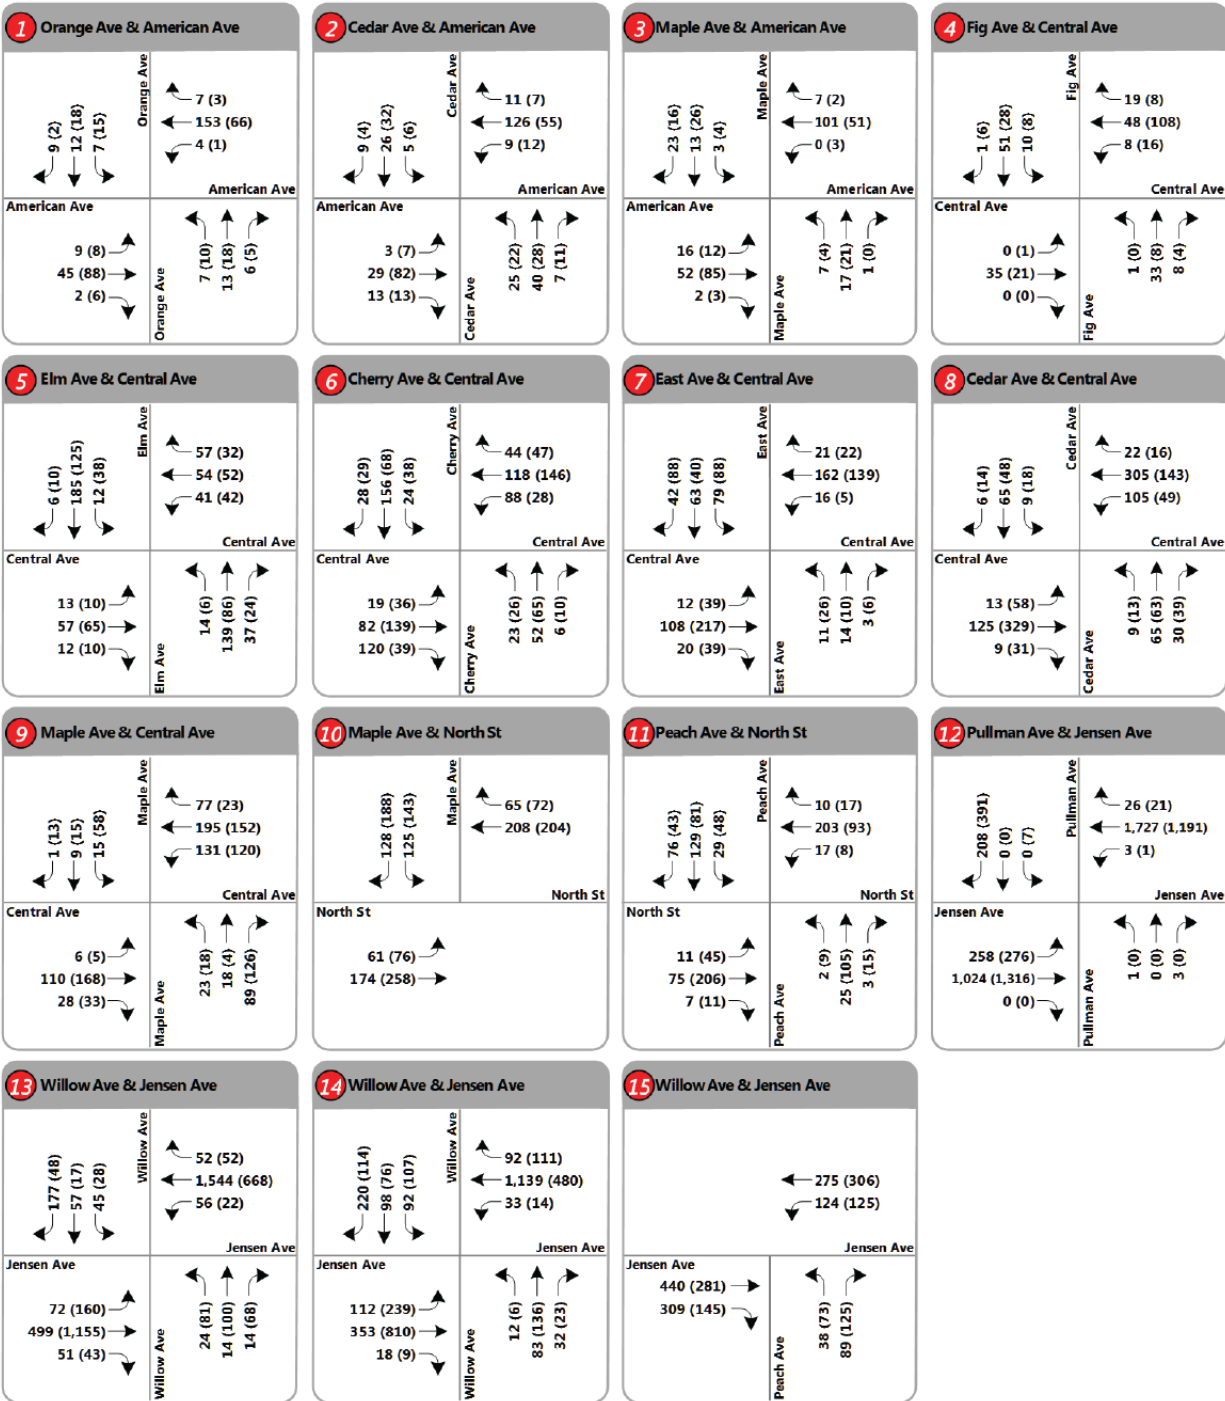 1 Orange Ave & American Ave
Orange Ave
9 (2)
12 (18)
7 (15)
7 (3)
153 (66)
4 (1)
American Ave
American Ave
9 (8)
45 (88)
2 (6)
Orange Ave
7 (10)
13 (18)
6 (5)
2 Cedar Ave & American Ave
Cedar Ave
9 (4)
26 (32)
5 (6)
11 (7)
126 (55)
9 (12)
American Ave
American Ave
3 (7)
29 (82)
13 (13)
Cedar Ave
25 (22)
40 (28)
7 (11)
3 Maple Ave & American Ave
Maple Ave
23 (16)
13 (26)
3 (4)
7 (2)
101 (51)
0 (3)
American Ave
American Ave
16 (12)
52 (85)
2 (3)
Maple Ave
7 (4)
17 (21)
1 (0)
4 Fig Ave & Central Ave
Fig Ave
1 (6)
51 (28)
10 (8)
19 (8)
48 (108)
8 (16)
Central Ave
Central Ave
0 (1)
35 (21)
0 (0)
Fig Ave
1 (0)
33 (8)
8 (4)
5 Elm Ave & Central Ave
Elm Ave
6 (10)
185 (125)
12 (38)
57 (32)
54 (52)
41 (42)
Central Ave
Central Ave
13 (10)
57 (65)
12 (10)
Elm Ave
14 (6)
139 (86)
37 (24)
6 Cherry Ave & Central Ave
Cherry Ave
28 (29)
156 (68)
24 (38)
44 (47)
118 (146)
88 (28)
Central Ave
Central Ave
19 (36)
82 (139)
120 (39)
Cherry Ave
23 (26)
52 (65)
6 (10)
7 East Ave & Central Ave
East Ave
42 (88)
63 (40)
79 (88)
21 (22)
162 (139)
16 (5)
Central Ave
Central Ave
12 (39)
108 (217)
20 (39)
East Ave
11 (26)
14 (10)
3 (6)
8 Cedar Ave & Central Ave
Cedar Ave
6 (14)
65 (48)
9 (18)
22 (16)
305 (143)
105 (49)
Central Ave
Central Ave
13 (58)
125 (329)
9 (31)
Cedar Ave
9 (13)
65 (63)
30 (39)
9 Maple Ave & Central Ave
Maple Ave
1 (13)
9 (15)
15 (58)
77 (23)
195 (152)
131 (120)
Central Ave
Central Ave
6 (5)
110 (168)
28 (33)
Maple Ave
23 (18)
18 (4)
89 (126)
10 Maple Ave & North St
Maple Ave
128 (188)
125 (143)
65 (72)
208 (204)
North St
North St
61 (76)
174 (258)
11 Peach Ave & North St
Peach Ave
76 (43)
129 (81)
29 (48)
10 (17)
203 (93)
17 (8)
North St
North St
11 (45)
75 (206)
7 (11)
Peach Ave
2 (9)
25 (105)
3 (15)
12 Pullman Ave & Jensen Ave
Pullman Ave
208 (391)
0 (0)
0 (7)
26 (21)
1,727 (1,191)
3 (1)
Jensen Ave
Jensen Ave
258 (276)
1,024 (1,316)
0 (0)
Pullman Ave
1 (0)
0 (0)
3 (0)
13 Willow Ave & Jensen Ave
Willow Ave
177 (48)
57 (17)
45 (28)
52 (52)
1,544 (668)
56 (22)
Jensen Ave
Jensen Ave
72 (160)
499 (1,155)
51 (43)
Willow Ave
24 (81)
14 (100)
14 (68)
14 Willow Ave & Jensen Ave
Willow Ave
220 (114)
98 (76)
92 (107)
92 (111)
1,139 (480)
33 (14)
Jensen Ave
Jensen Ave
112 (239)
353 (810)
18 (9)
Willow Ave
12 (6)
83 (136)
32 (23)
15 Willow Ave & Jensen Ave
275 (306)
124 (125)
Jensen Ave
Jensen Ave
440 (281)
309 (145)
Peach Ave
38 (73)
89 (125)